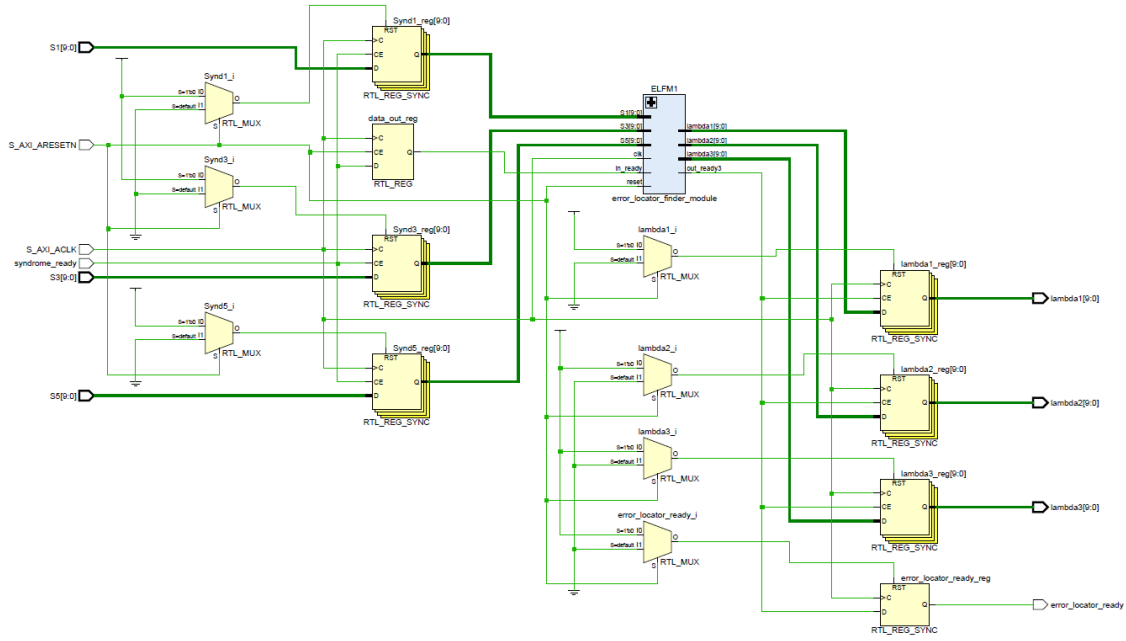 Synd1_reg[9:0]
RST
S1[9:0]
C
CE
Q
D
RTL_REG_SYNC
Synd1_i
S=1'b0 I0
S=default I1
O
S
RTL_MUX
data_out_reg
C
CE
Q
D
RTL_REG
S_AXI_ARESETN
Synd3_i
S=1'b0 I0
S=default I1
O
S
RTL_MUX
Synd3_reg[9:0]
RST
S_AXI_ACLK
syndrome_ready
S3[9:0]
C
CE
Q
D
RTL_REG_SYNC
Synd5_i
S=1'b0 I0
S=default I1
O
S
RTL_MUX
Synd5_reg[9:0]
RST
C
CE
Q
D
RTL_REG_SYNC
S5[9:0]
ELFM1
S1[9:0]
S3[9:0]
S5[9:0]
clk
in_ready
reset
lambda1[9:0]
lambda2[9:0]
lambda3[9:0]
out_ready3
error_locator_finder_module
lambda1_i
S=1'b0 I0
S=default I1
O
S
RTL_MUX
lambda1_reg[9:0]
RST
C
CE
Q
D
RTL_REG_SYNC
lambda1[9:0]
lambda2_i
S=1'b0 I0
S=default I1
O
S
RTL_MUX
lambda2_reg[9:0]
RST
C
CE
Q
D
RTL_REG_SYNC
lambda2[9:0]
lambda3_i
S=1'b0 I0
S=default I1
O
S
RTL_MUX
lambda3_reg[9:0]
RST
C
CE
Q
D
RTL_REG_SYNC
lambda3[9:0]
error_locator_ready_i
S=1'b0 I0
S=default I1
O
S
RTL_MUX
error_locator_ready_reg
RST
C
Q
D
RTL_REG_SYNC
error_locator_ready